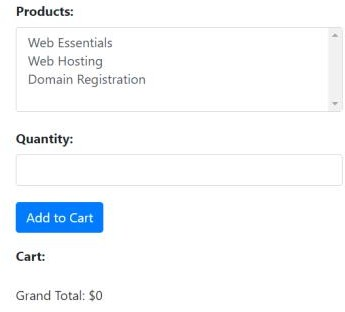 Products:
Web Essentials
Web Hosting
Domain Registration
Quantity:
Add to Cart
Cart:
Grand Total: $0